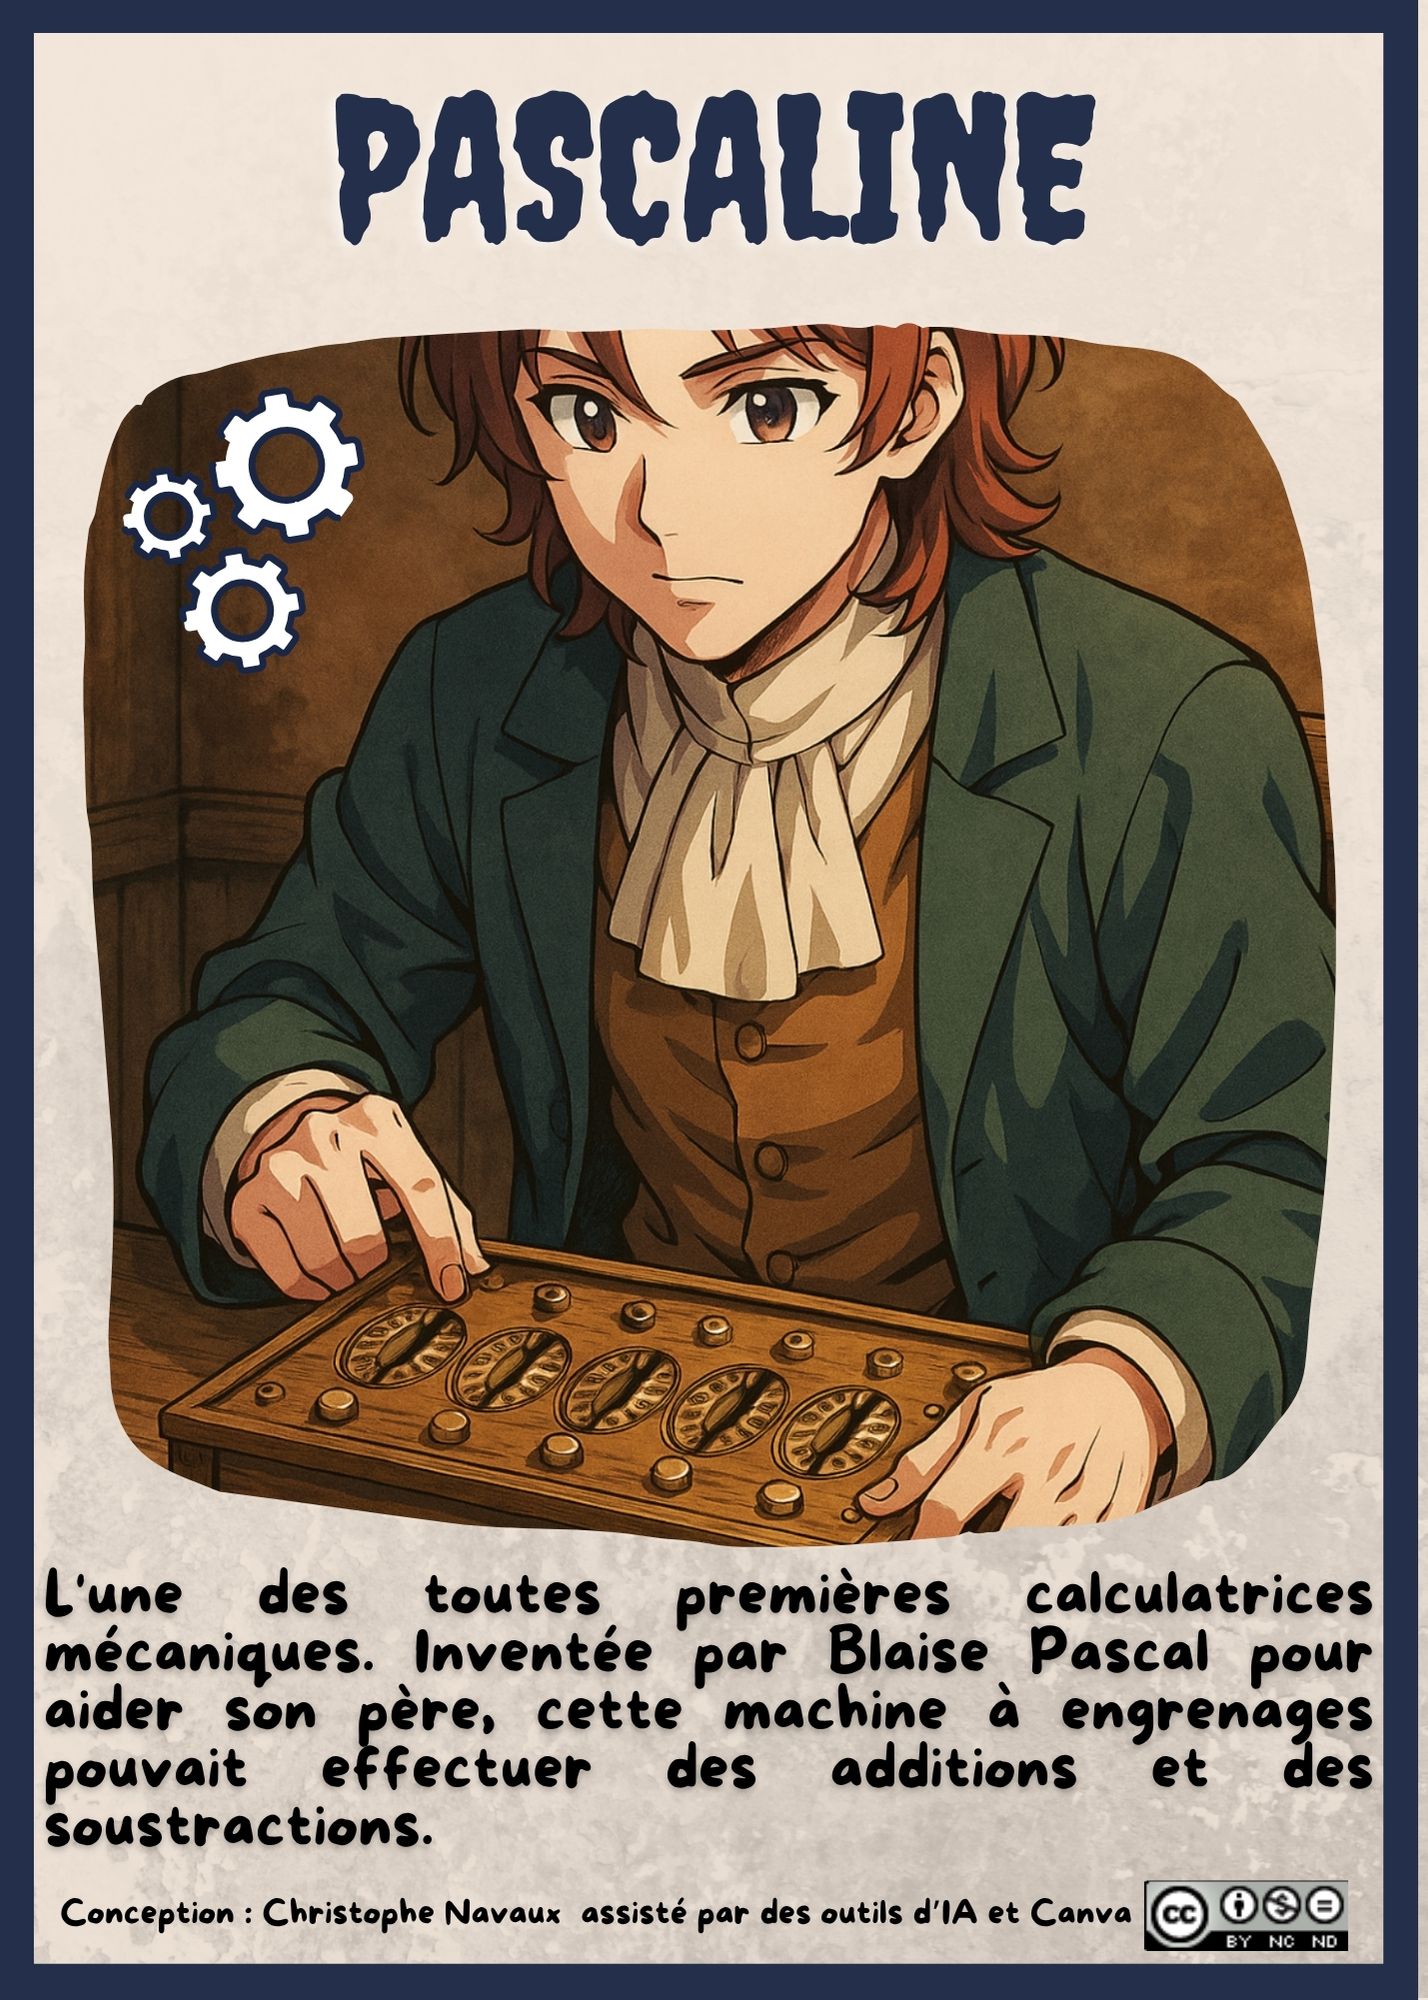 PASCALINE
L'une des toutes premières calculatrices
mécaniques. Inventée par Blaise Pascal pour
aider son père, cette machine à engrenages
pouvait effectuer des additions et des
soustractions.
Conception : Christophe Navaux assisté par des outils d'IA et Canva
cc
BY NC ND